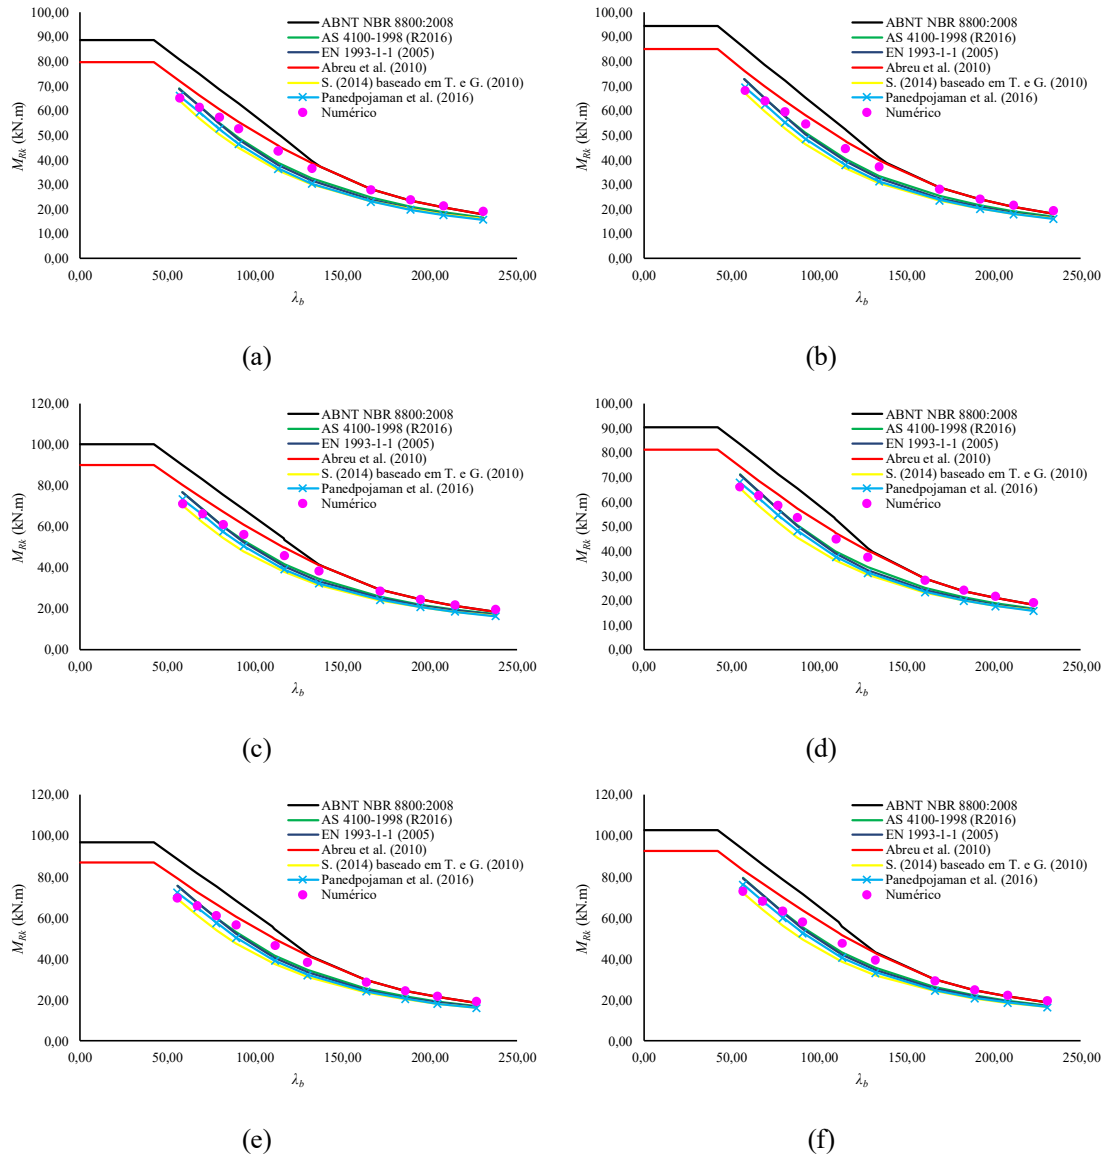 100,00
90,00
80,00
70,00
60,00
50,00
40,00
30,00
20,00
10,00
0,00
M_Rk (kN.m)
0,00 50,00 100,00 150,00 200,00 250,00
λ_b
ABNT NBR 8800:2008
AS 4100-1998 (R2016)
EN 1993-1-1 (2005)
Abreu et al. (2010)
S. (2014) baseado em T. e G. (2010)
Panedpojaman et al. (2016)
Numérico
(a)
100,00
90,00
80,00
70,00
60,00
50,00
40,00
30,00
20,00
10,00
0,00
M_Rk (kN.m)
0,00 50,00 100,00 150,00 200,00 250,00
λ_b
ABNT NBR 8800:2008
AS 4100-1998 (R2016)
EN 1993-1-1 (2005)
Abreu et al. (2010)
S. (2014) baseado em T. e G. (2010)
Panedpojaman et al. (2016)
Numérico
(b)
120,00
100,00
80,00
60,00
40,00
20,00
0,00
M_Rk (kN.m)
0,00 50,00 100,00 150,00 200,00 250,00
λ_b
ABNT NBR 8800:2008
AS 4100-1998 (R2016)
EN 1993-1-1 (2005)
Abreu et al. (2010)
S. (2014) baseado em T. e G. (2010)
Panedpojaman et al. (2016)
Numérico
(c)
100,00
90,00
80,00
70,00
60,00
50,00
40,00
30,00
20,00
10,00
0,00
M_Rk (kN.m)
0,00 50,00 100,00 150,00 200,00 250,00
λ_b
ABNT NBR 8800:2008
AS 4100-1998 (R2016)
EN 1993-1-1 (2005)
Abreu et al. (2010)
S. (2014) baseado em T. e G. (2010)
Panedpojaman et al. (2016)
Numérico
(d)
120,00
100,00
80,00
60,00
40,00
20,00
0,00
M_Rk (kN.m)
0,00 50,00 100,00 150,00 200,00 250,00
λ_b
ABNT NBR 8800:2008
AS 4100-1998 (R2016)
EN 1993-1-1 (2005)
Abreu et al. (2010)
S. (2014) baseado em T. e G. (2010)
Panedpojaman et al. (2016)
Numérico
(e)
120,00
100,00
80,00
60,00
40,00
20,00
0,00
M_Rk (kN.m)
0,00 50,00 100,00 150,00 200,00 250,00
λ_b
ABNT NBR 8800:2008
AS 4100-1998 (R2016)
EN 1993-1-1 (2005)
Abreu et al. (2010)
S. (2014) baseado em T. e G. (2010)
Panedpojaman et al. (2016)
Numérico
(f)